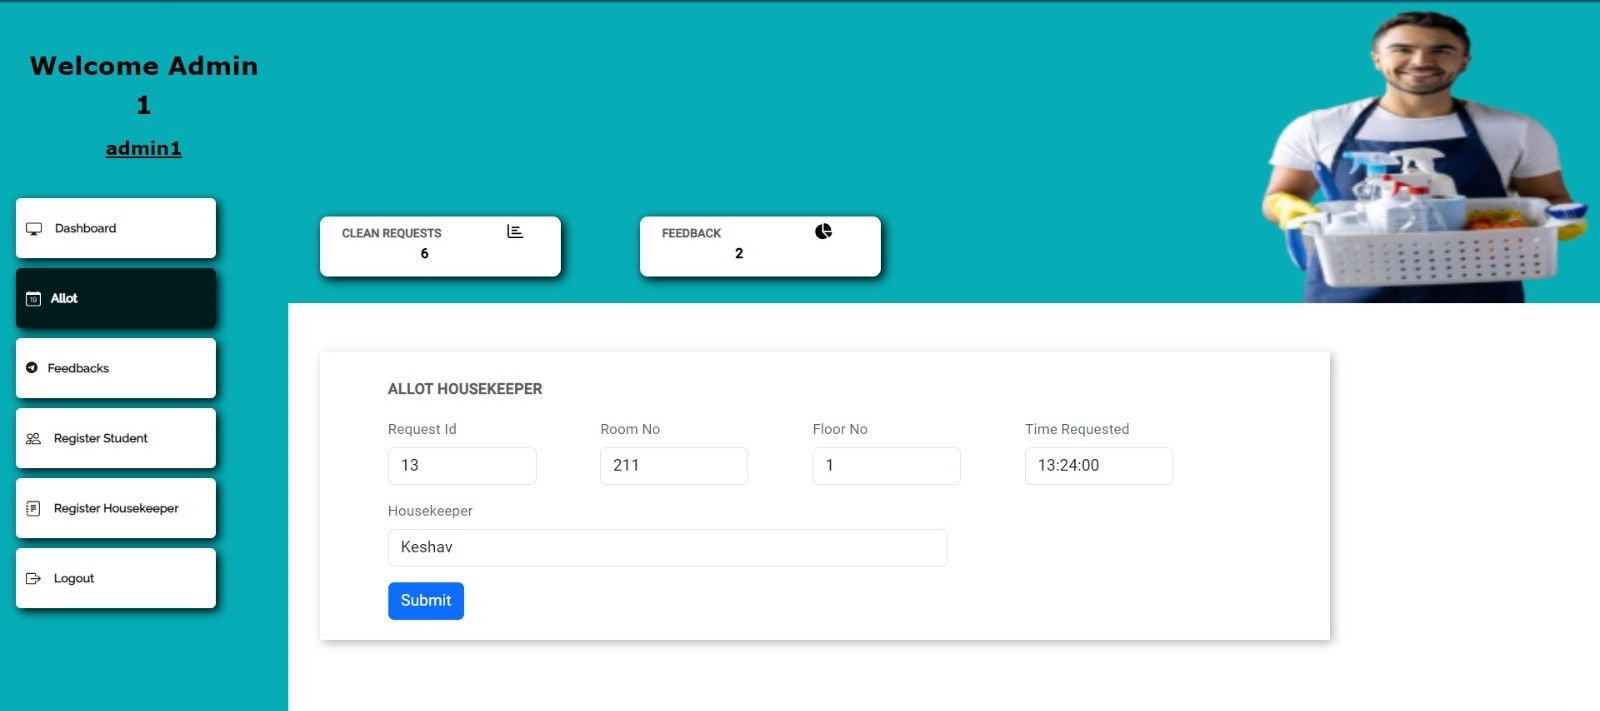 Welcome Admin
1
admin1
Dashboard
19
Allot
Feedbacks
Register Student
Register Housekeeper
Logout
CLEAN REQUESTS
6
FEEDBACK
2
ALLOT HOUSEKEEPER
Request Id Room No Floor No Time Requested
13 211 1 13:24:00
Housekeeper
Keshav
Submit